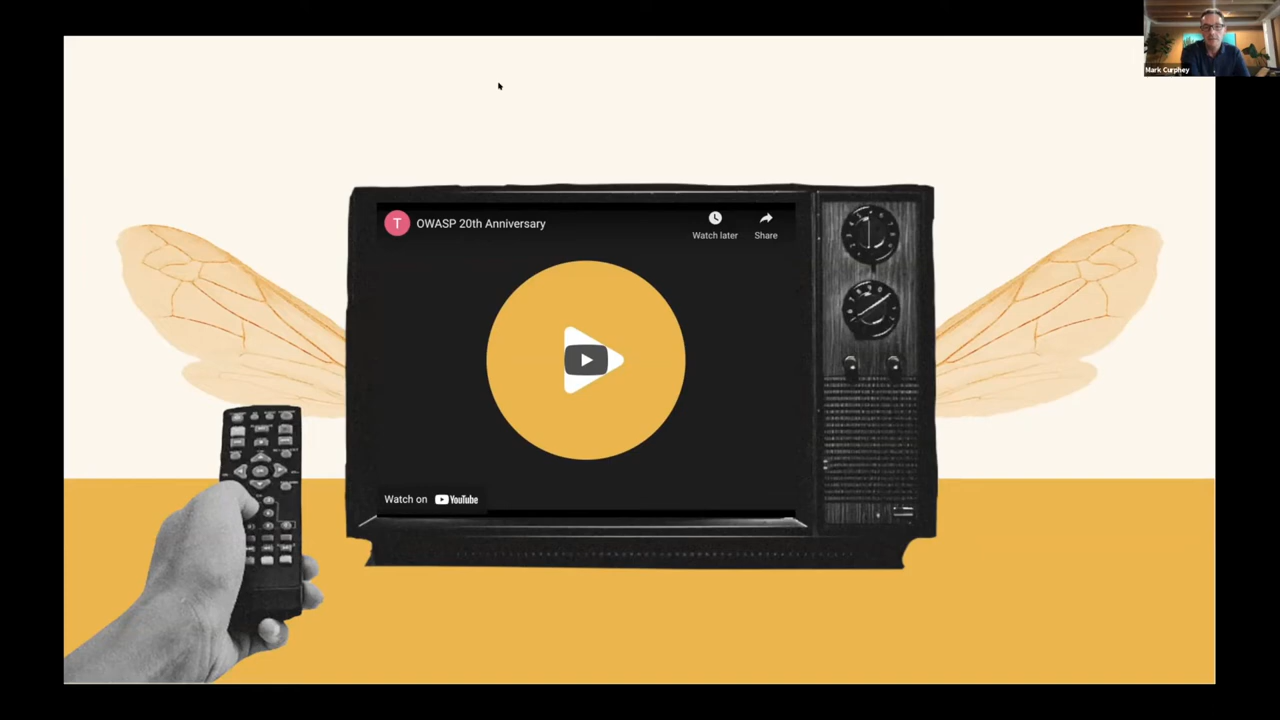 Mark Curphey
T
OWASP 20th Anniversary
Watch later
Share
Watch on YouTube